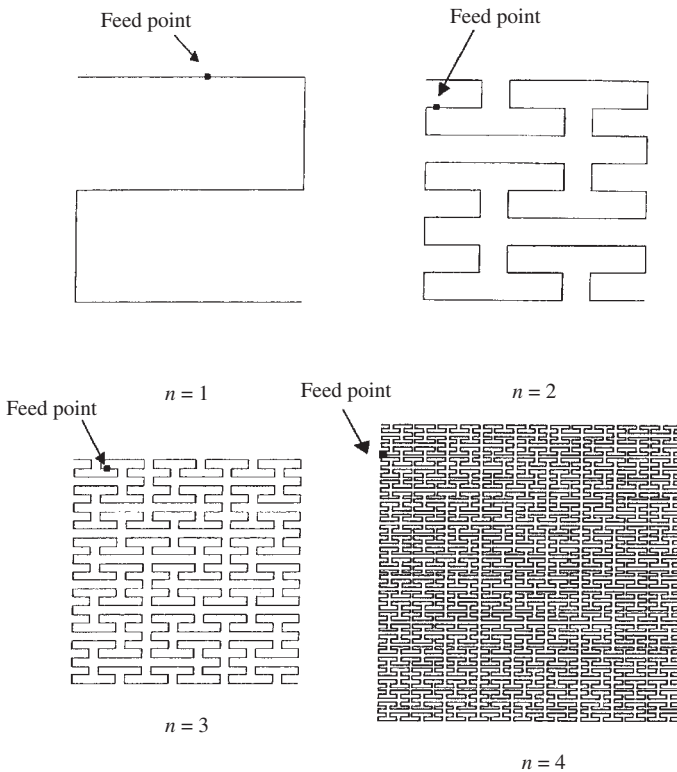 Feed point
Feed point
n = 1
n = 2
Feed point
Feed point
n = 3
n = 4